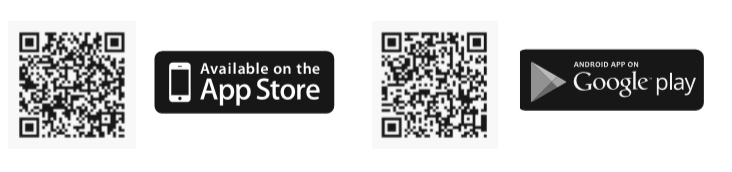 Available on the
App Store
ANDROID APP ON
Google play